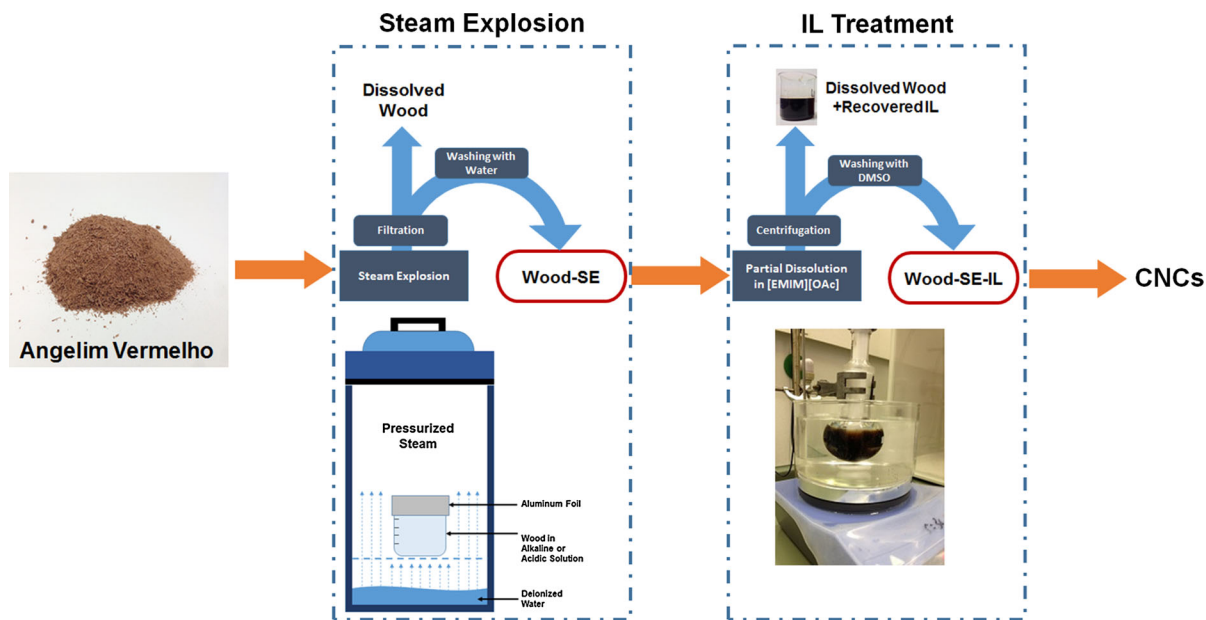 Steam Explosion
IL Treatment
Dissolved
Wood
Washing with
Water
Filtration
Steam Explosion
Wood-SE
Dissolved Wood
+Recovered IL
Washing with
DMSO
Centrifugation
Partial Dissolution
in [EMIM][OAc]
Wood-SE-IL
CNCs
Angelim Vermelho
Pressurized
Steam
Aluminum Foil
Wood in
Alkaline or
Acidic Solution
Delonized
Water